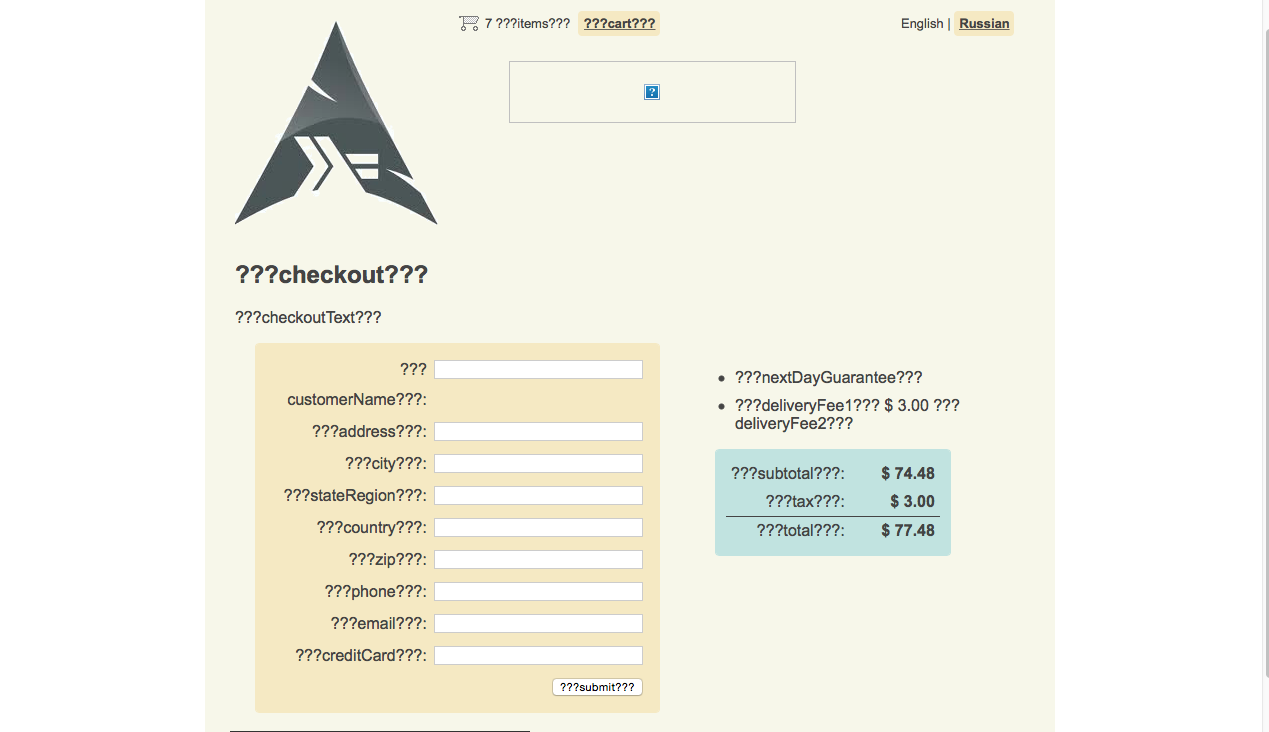 7 ???items??? ???cart???
English | Russian
?
???checkout???
???checkoutText???
???
customerName???:
???address???:
???city???:
???stateRegion???:
???country???:
???zip???:
???phone???:
???email???:
???creditCard???:
???submit???
???nextDayGuarantee???
???deliveryFee1??? $ 3.00 ???
deliveryFee2???
???subtotal???: $ 74.48
???tax???: $ 3.00
???total???: $ 77.48